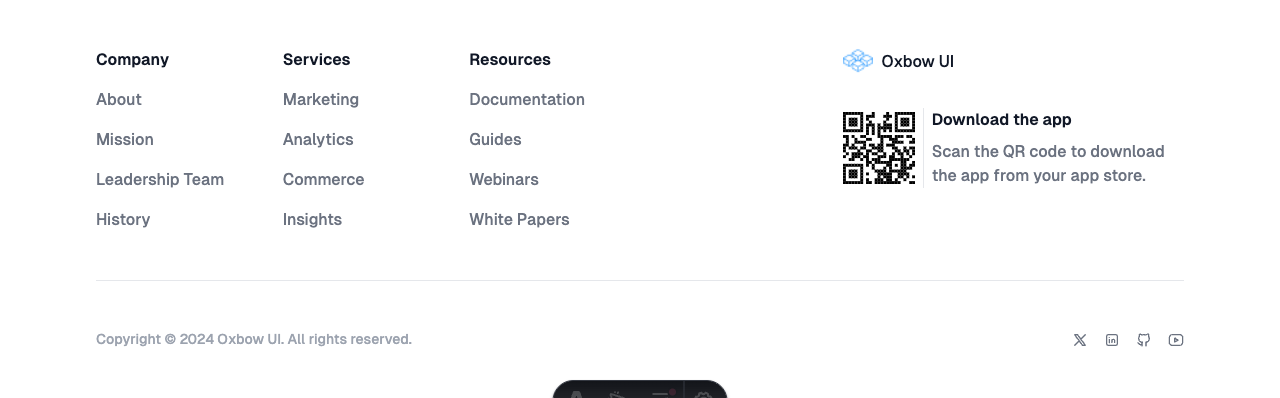 Company
About
Mission
Leadership Team
History
Services
Marketing
Analytics
Commerce
Insights
Resources
Documentation
Guides
Webinars
White Papers
Oxbow UI
Download the app
Scan the QR code to download
the app from your app store.
Copyright © 2024 Oxbow UI. All rights reserved.